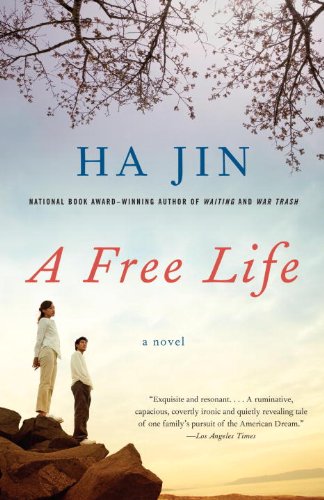 HA JIN
NATIONAL BOOK AWARD–WINNING AUTHOR OF WAITING AND WAR TRASH
A Free Life
a novel
"Exquisite and resonant. . . . A ruminative,
capacious, covertly ironic and quietly revealing tale
of one family's pursuit of the American Dream."
—Los Angeles Times